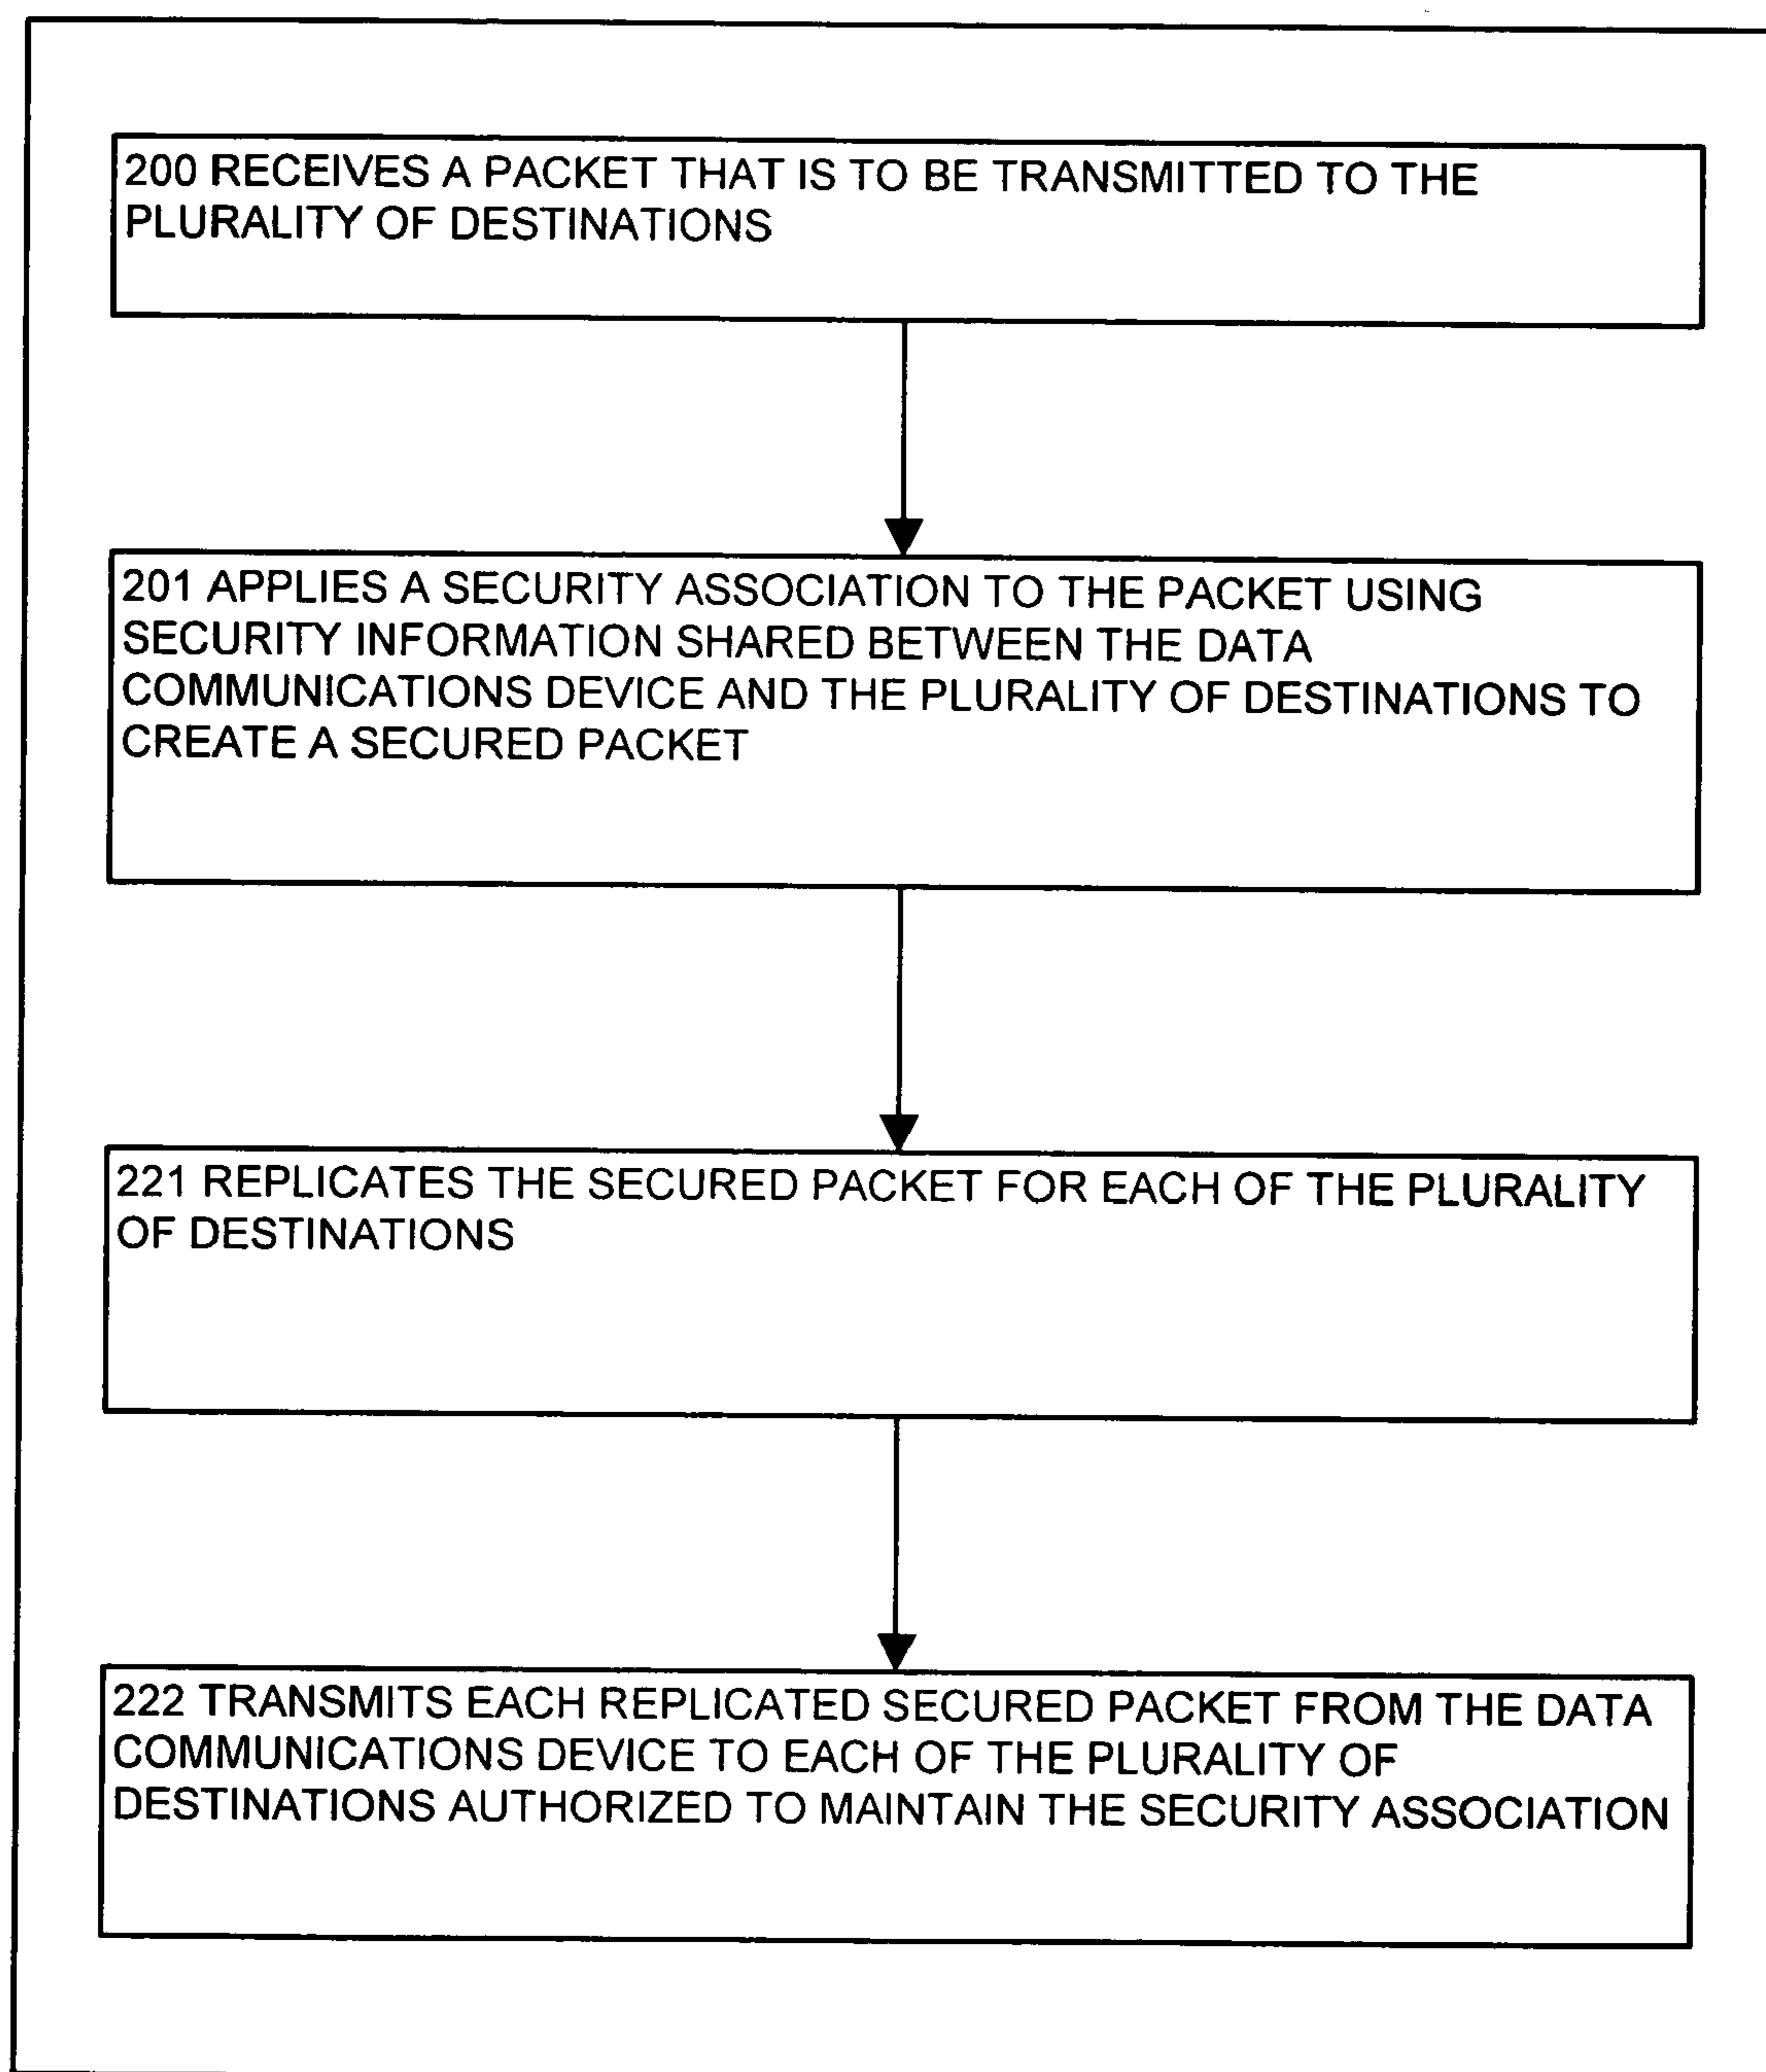 200 RECEIVES A PACKET THAT IS TO BE TRANSMITTED TO THE
PLURALITY OF DESTINATIONS
201 APPLIES A SECURITY ASSOCIATION TO THE PACKET USING
SECURITY INFORMATION SHARED BETWEEN THE DATA
COMMUNICATIONS DEVICE AND THE PLURALITY OF DESTINATIONS TO
CREATE A SECURED PACKET
221 REPLICATES THE SECURED PACKET FOR EACH OF THE PLURALITY
OF DESTINATIONS
222 TRANSMITS EACH REPLICATED SECURED PACKET FROM THE DATA
COMMUNICATIONS DEVICE TO EACH OF THE PLURALITY OF
DESTINATIONS AUTHORIZED TO MAINTAIN THE SECURITY ASSOCIATION